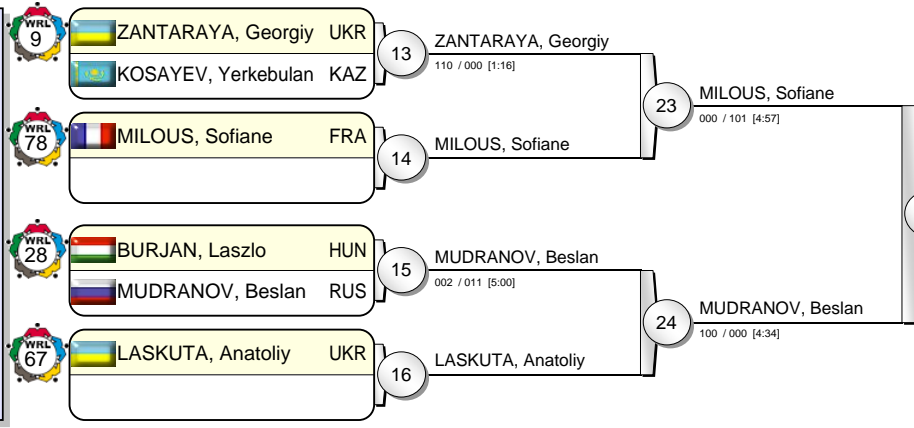 WRL
9
ZANTARAYA, Georgiy UKR
KOSAYEV, Yerkebulan KAZ
13
ZANTARAYA, Georgiy
110 / 000 [1:16]
WRL
78
MILOUS, Sofiane FRA
14
MILOUS, Sofiane
23
MILOUS, Sofiane
000 / 101 [4:57]
WRL
28
BURJAN, Laszlo HUN
MUDRANOV, Beslan RUS
15
MUDRANOV, Beslan
002 / 011 [5:00]
WRL
67
LASKUTA, Anatoliy UKR
16
LASKUTA, Anatoliy
24
MUDRANOV, Beslan
100 / 000 [4:34]